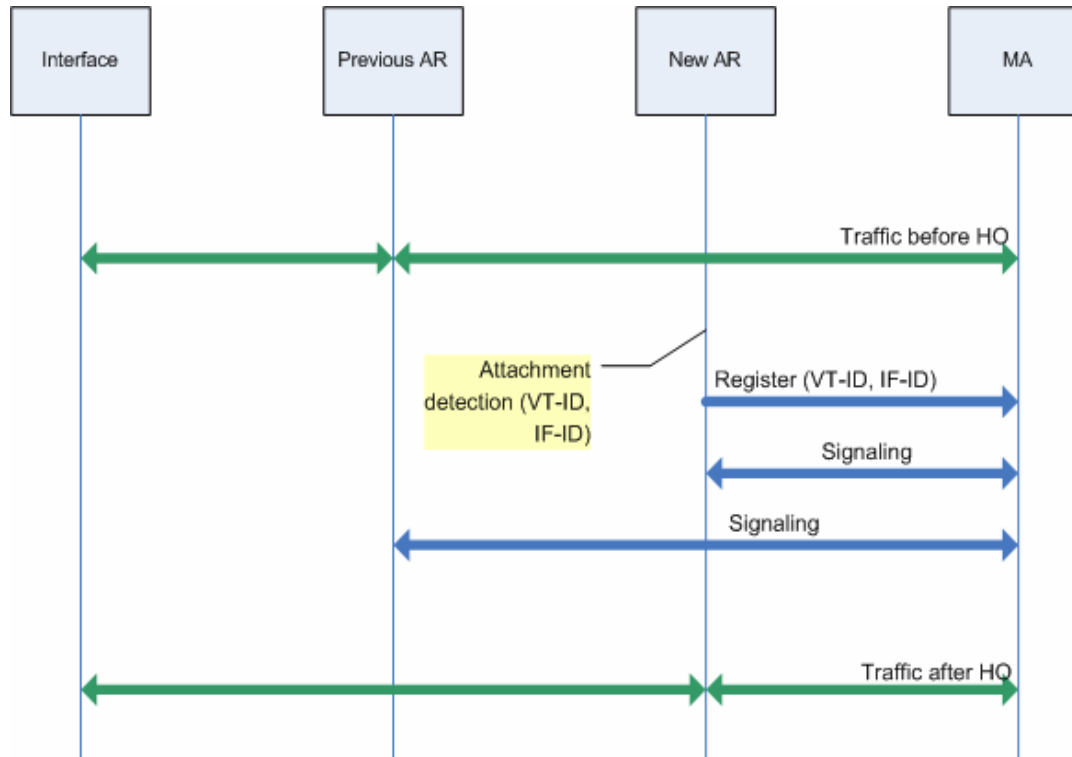 Interface
Previous AR
New AR
MA
Traffic before HO
Attachment
detection (VT-ID,
IF-ID)
Register (VT-ID, IF-ID)
Signaling
Signaling
Traffic after HO